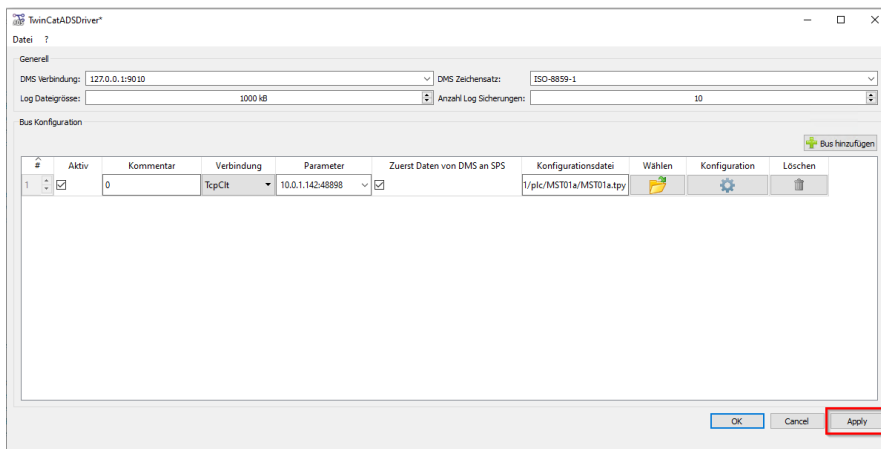 TwinCatADSDriver*
Datei ?
Generell
DMS Verbindung: 127.0.0.1:9010 DMS Zeichensatz: ISO-8859-1
Log Dateigrösse: 1000 kB Anzahl Log Sicherungen: 10
Bus Konfiguration
Bus hinzufügen
# Aktiv Kommentar Verbindung Parameter Zuerst Daten von DMS an SPS Konfigurationsdatei Wählen Konfiguration Löschen
1 0 TcpClt 10.0.1.142:48898 1/plc/MST01a/MST01a.tpy
OK Cancel Apply